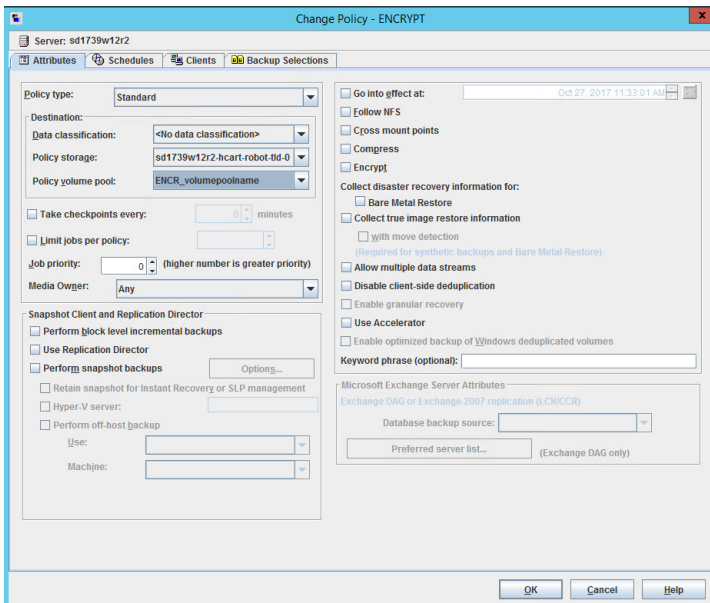 Change Policy - ENCRYPT
x
Server: sd1739w12r2
Attributes
Schedules
Clients
Backup Selections
Policy type:
Standard
Destination:
Data classification:
<No data classification>
Policy storage:
sd1739w12r2-hcart-robot-tld-0
Policy volume pool:
ENCR_volumepoolname
Take checkpoints every:
0
minutes
Limit jobs per policy:
Job priority:
0
(higher number is greater priority)
Media Owner:
Any
Snapshot Client and Replication Director
Perform block level incremental backups
Use Replication Director
Perform snapshot backups
Options...
Retain snapshot for Instant Recovery or SLP management
Hyper-V server:
Perform off-host backup
Use:
Machine:
Go into effect at:
Oct 27, 2017 11:33:01 AM
Follow NFS
Cross mount points
Compress
Encrypt
Collect disaster recovery information for:
Bare Metal Restore
Collect true image restore information
with move detection
(Required for synthetic backups and Bare Metal Restore)
Allow multiple data streams
Disable client-side deduplication
Enable granular recovery
Use Accelerator
Enable optimized backup of Windows deduplicated volumes
Keyword phrase (optional):
Microsoft Exchange Server Attributes
Exchange DAG or Exchange 2007 replication (LCR/CCR)
Database backup source:
Preferred server list...
(Exchange DAG only)
OK
Cancel
Help